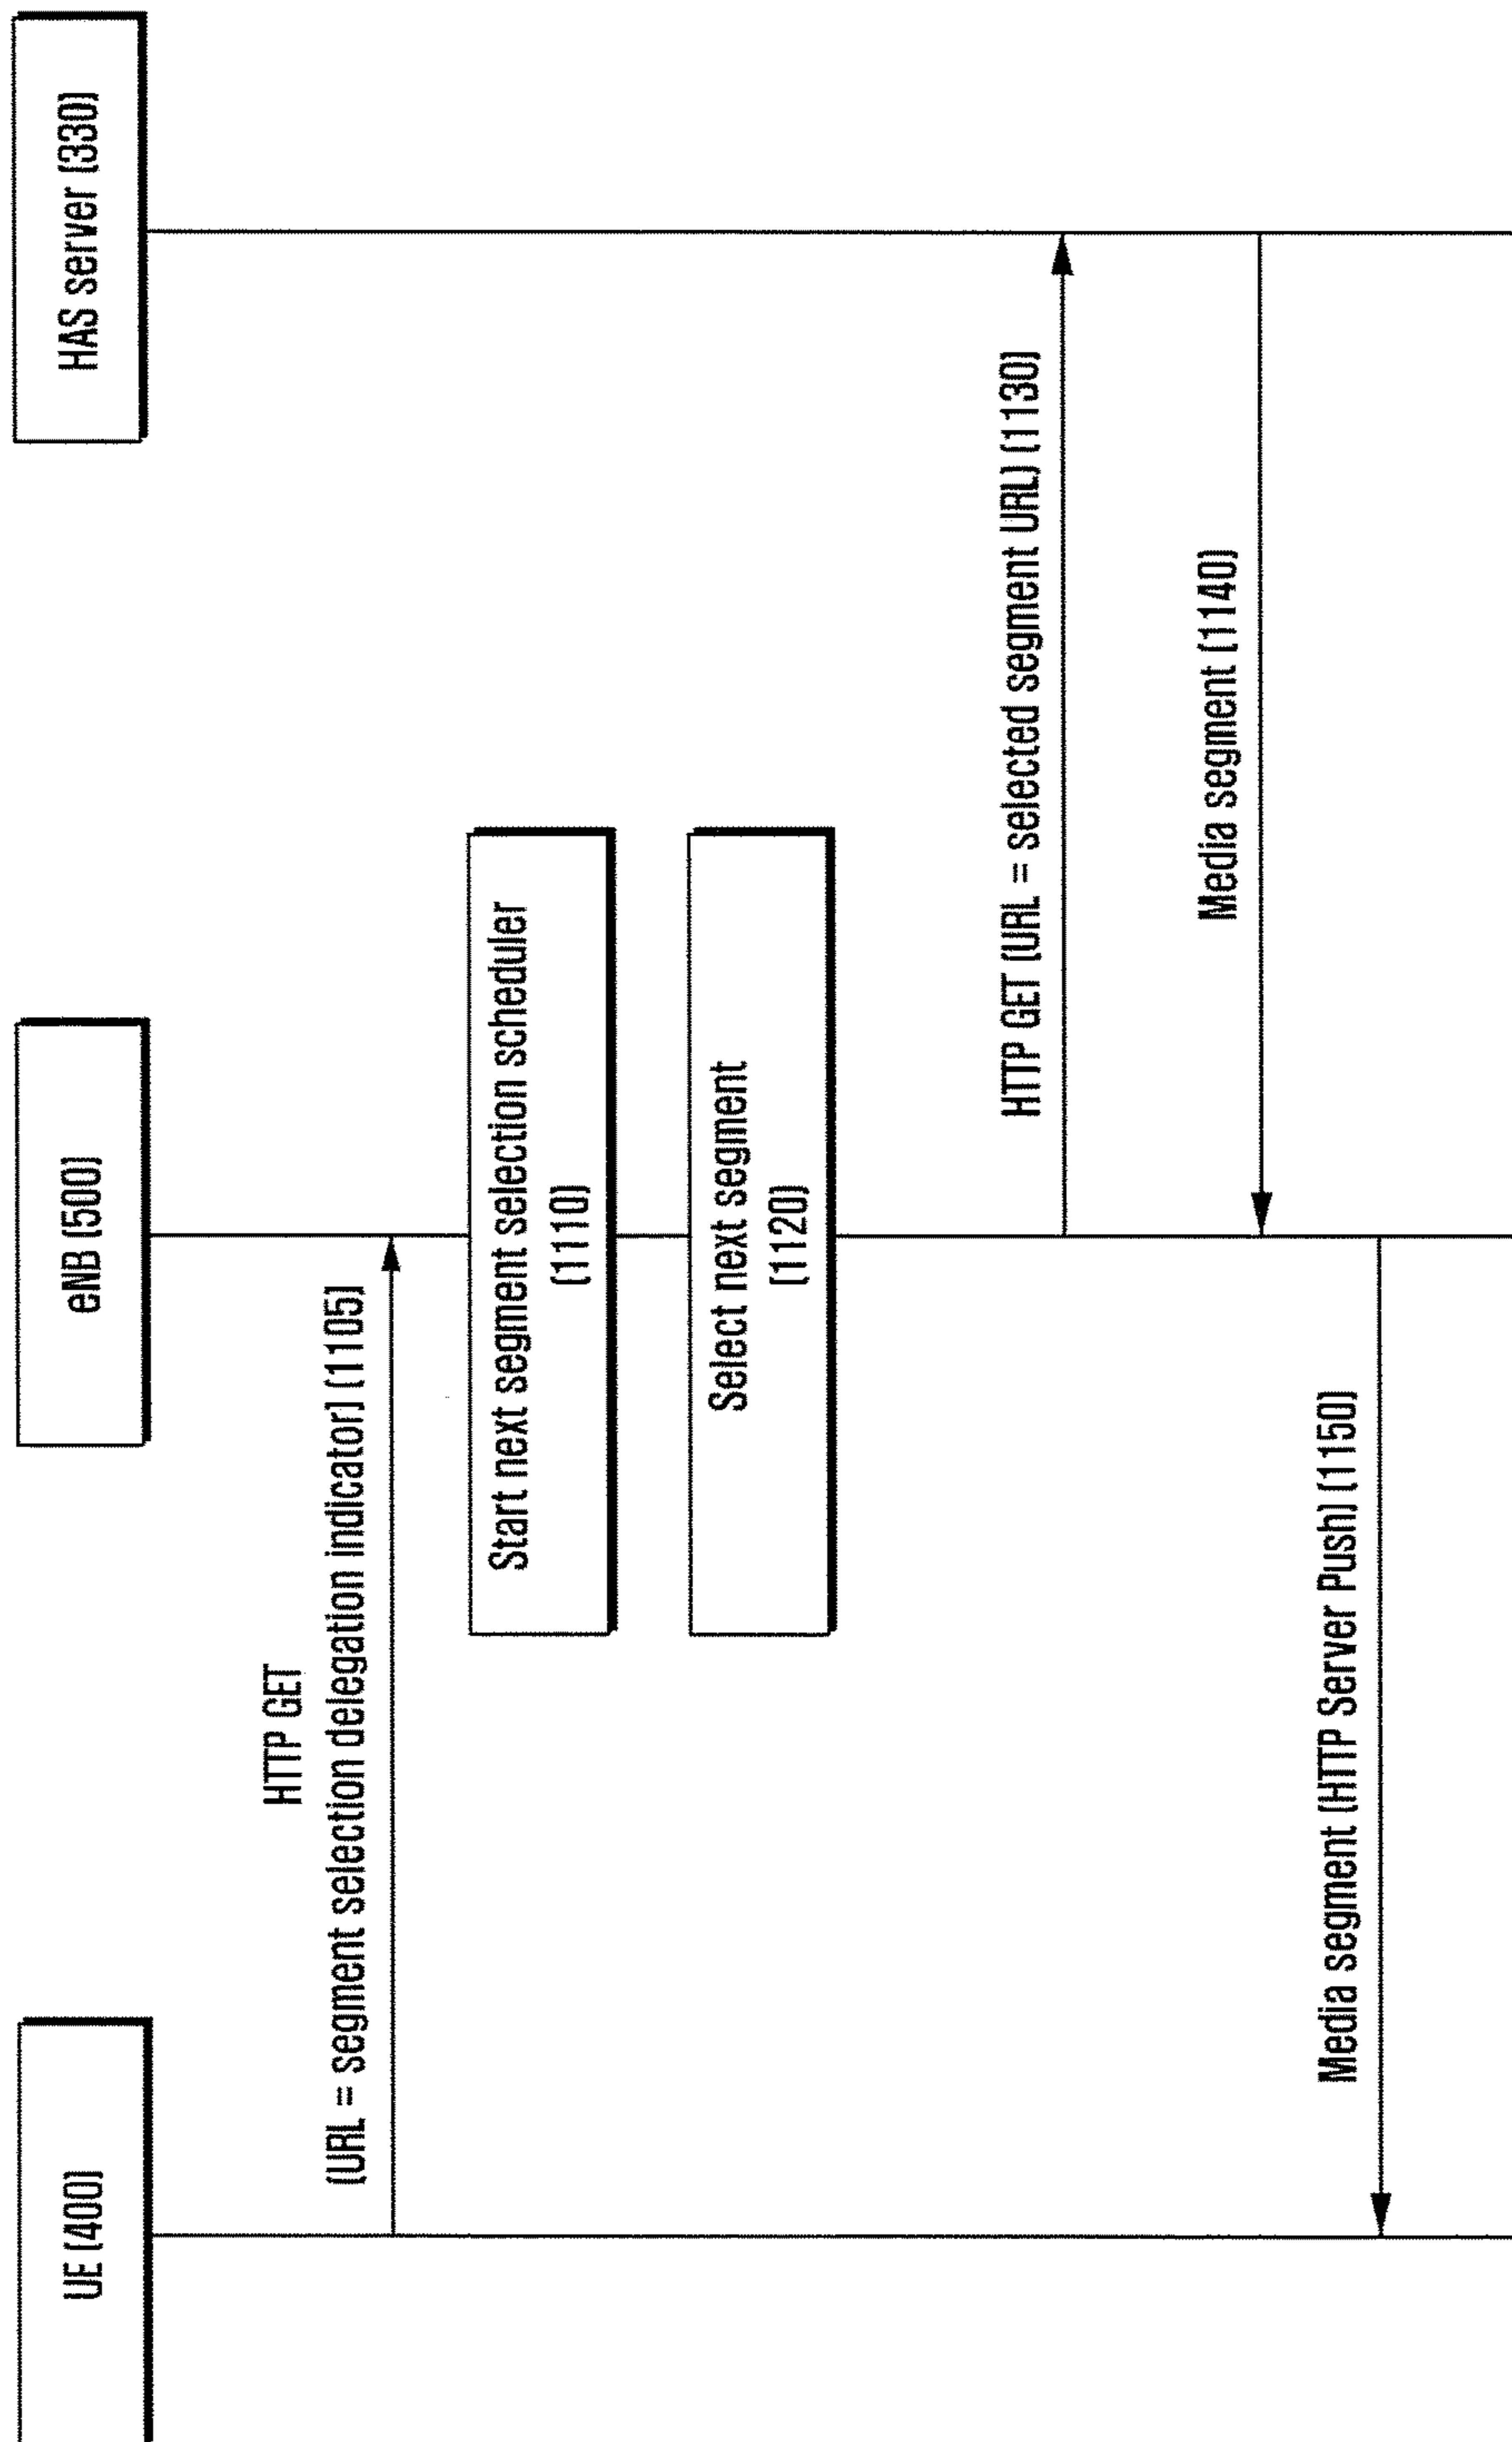 UE (400)
eNB (500)
HAS server (330)
HTTP GET
(URL = segment selection delegation indicator) (1105)
Start next segment selection scheduler
(1110)
Select next segment
(1120)
HTTP GET (URL = selected segment URL) (1130)
Media segment (1140)
Media segment (HTTP Server Push) (1150)